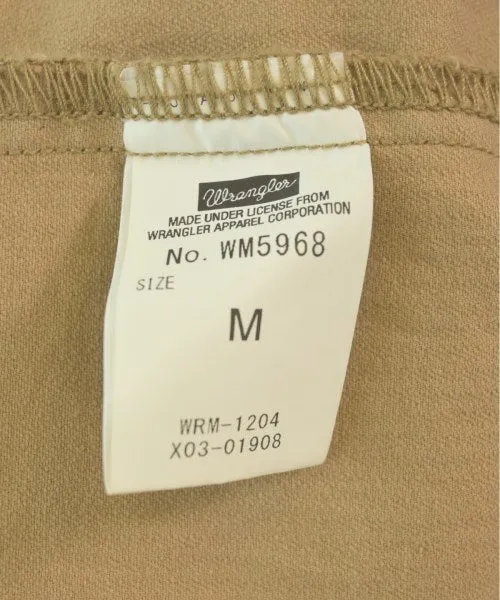 Wrangler
MADE UNDER LICENSE FROM
WRANGLER APPAREL CORPORATION
No. WM5968
SIZE
M
WRM-1204
X03-01908